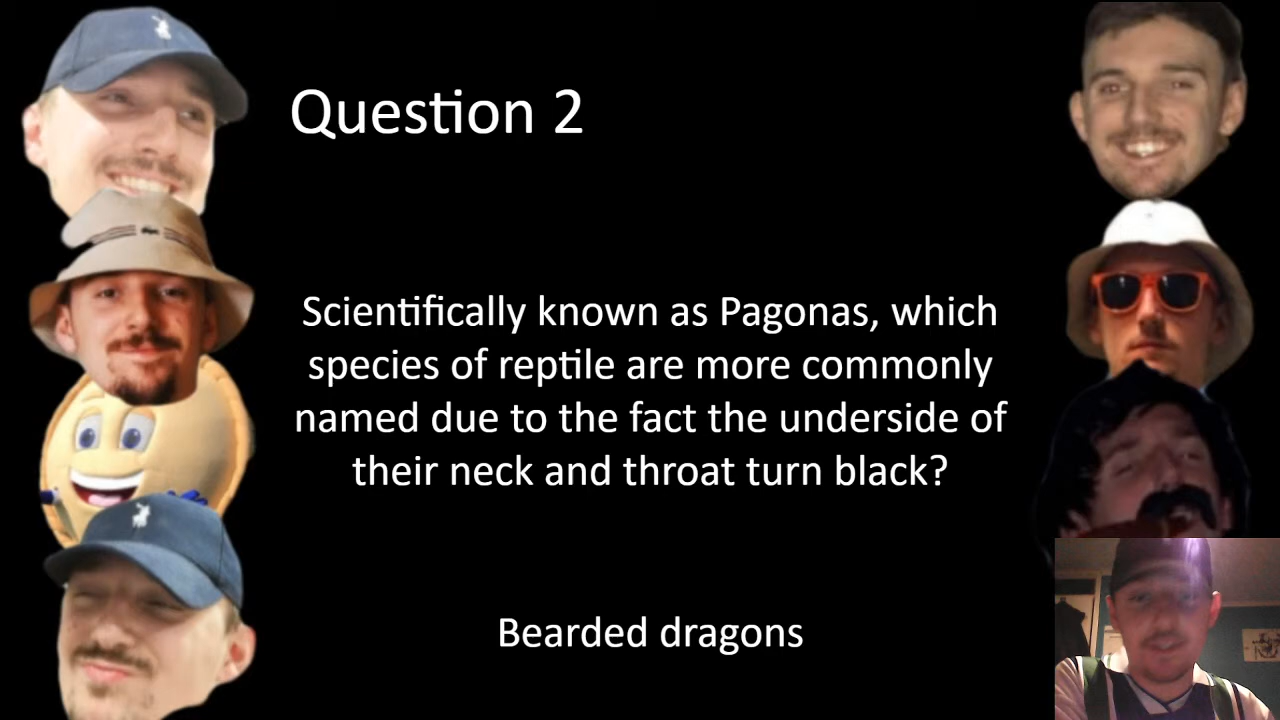 Question 2
Scientifically known as Pagonas, which
species of reptile are more commonly
named due to the fact the underside of
their neck and throat turn black?
Bearded dragons